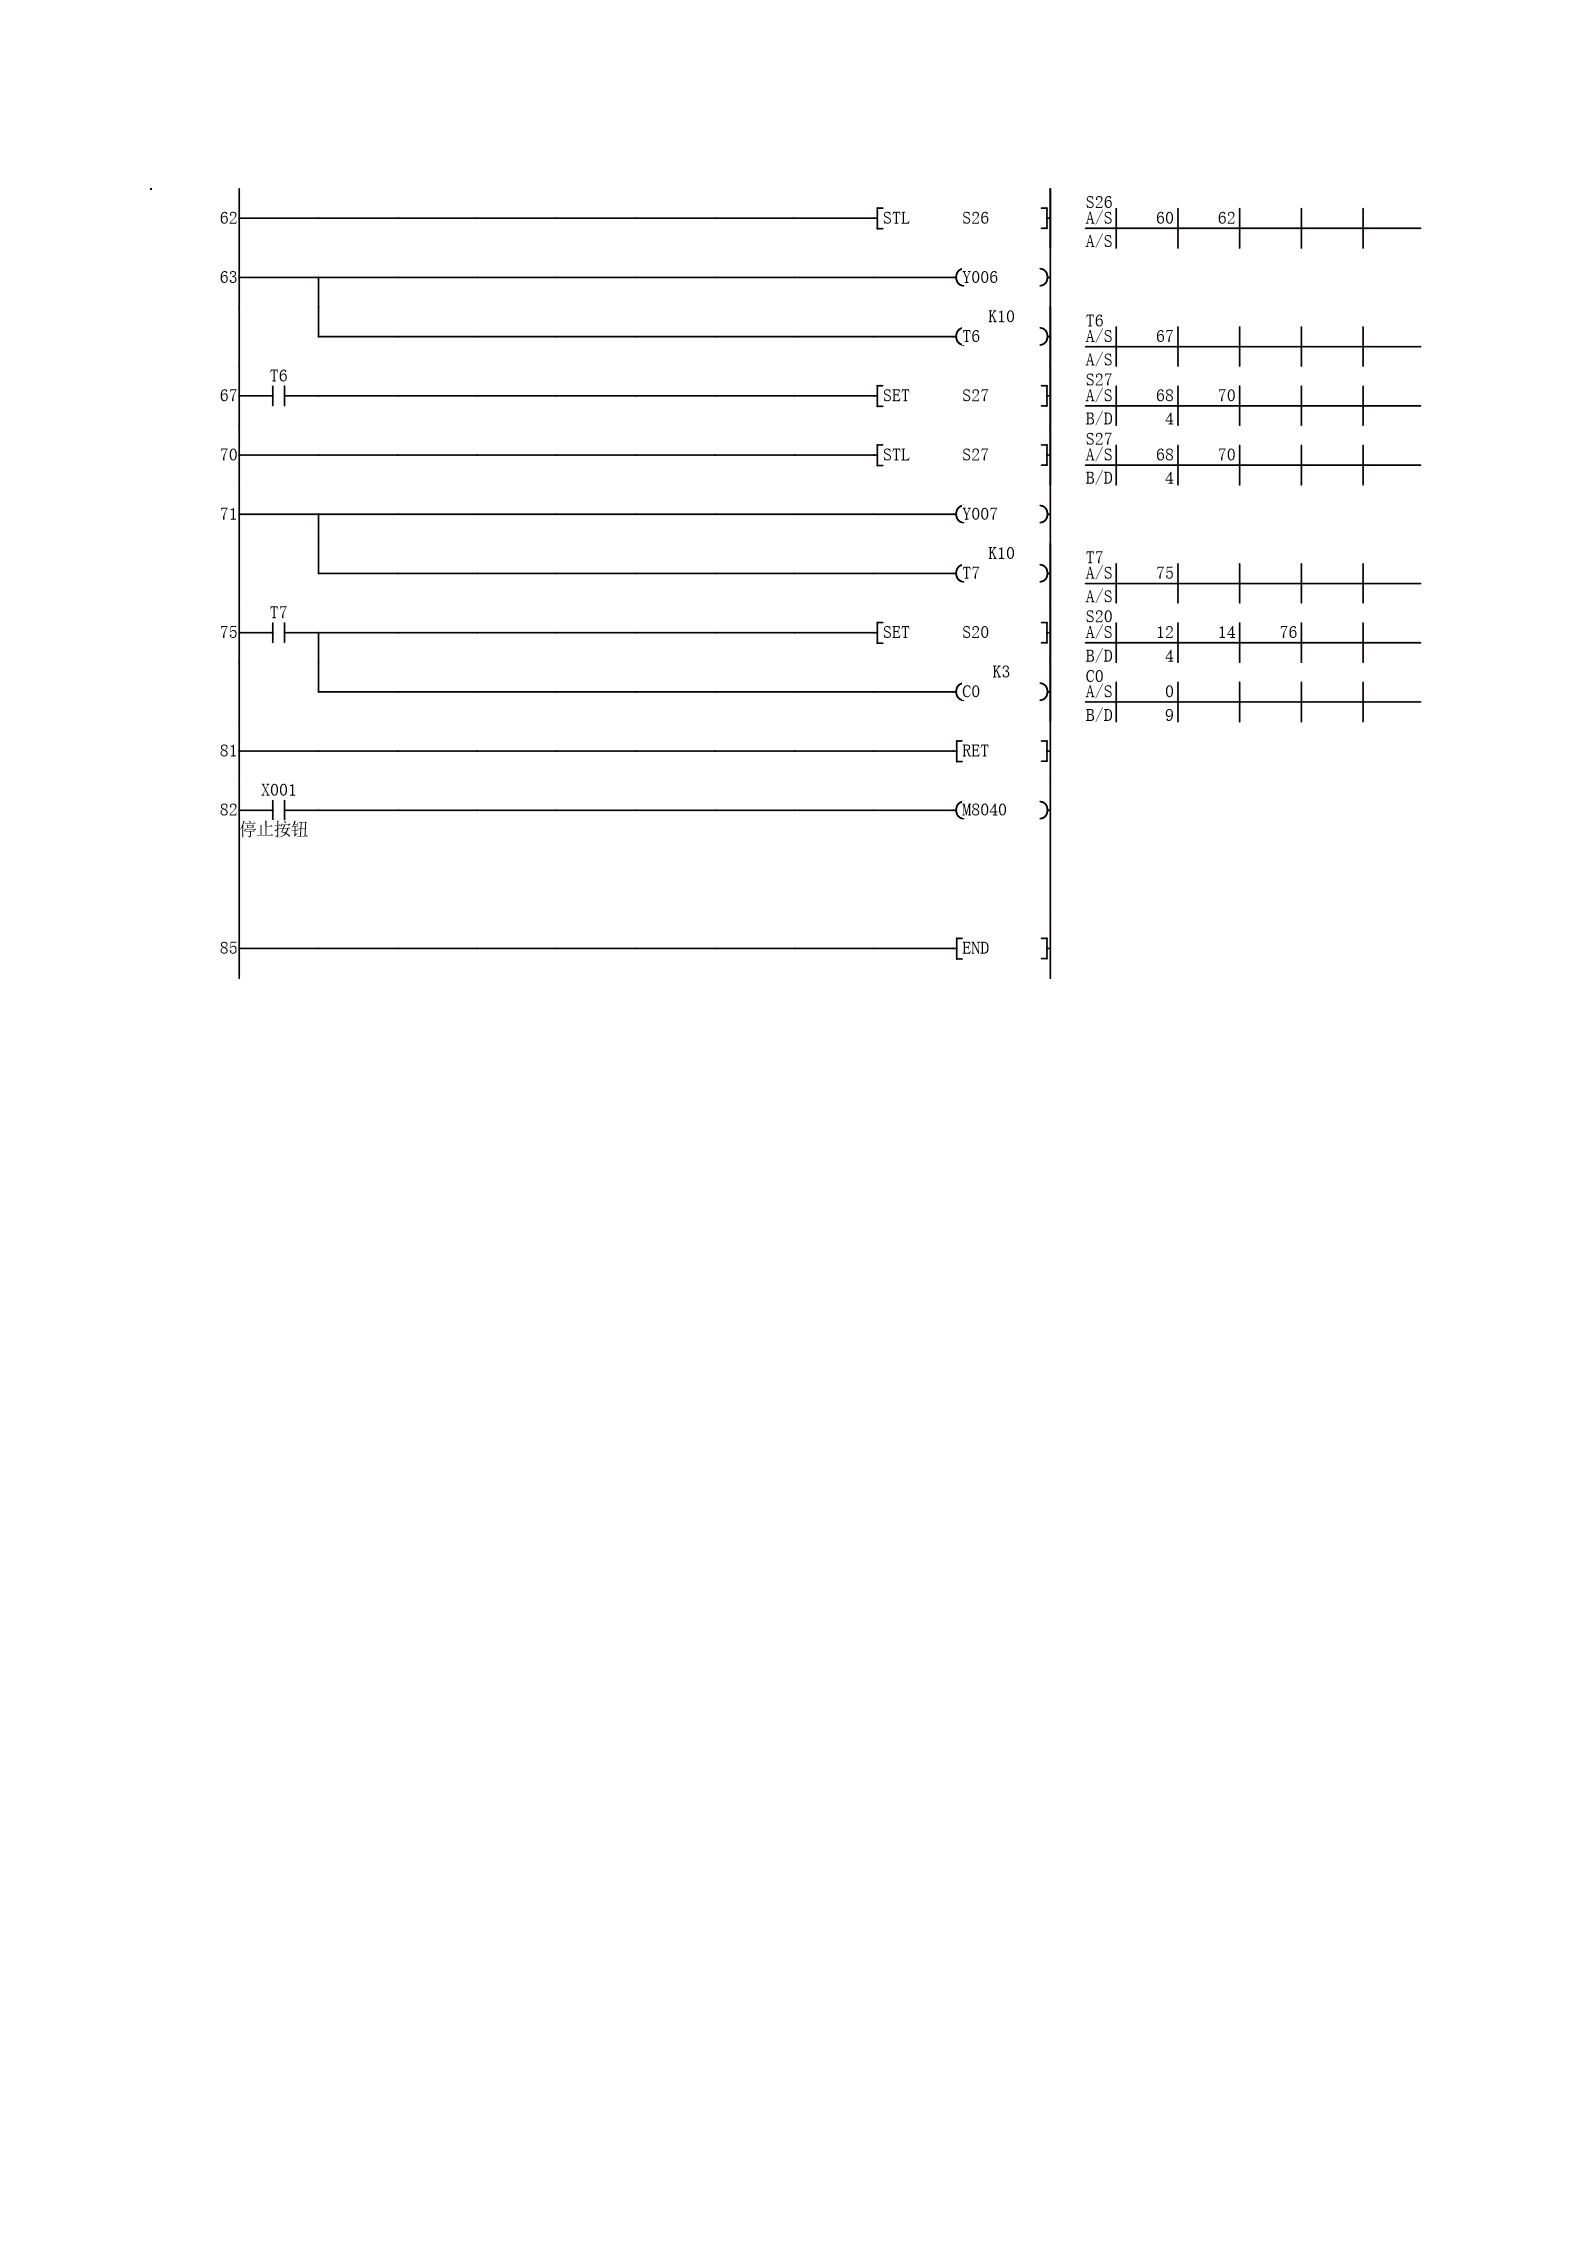 S26
62 STL S26 A/S 60 62
A/S
63 Y006
K10 T6
T6 A/S 67
A/S
T6 S27
67 SET S27 A/S 68 70
B/D 4
S27
70 STL S27 A/S 68 70
B/D 4
71 Y007
K10 T7
T7 A/S 75
A/S
T7 S20
75 SET S20 A/S 12 14 76
B/D 4
K3 C0
C0 A/S 0
B/D 9
81 RET
X001
82 M8040
停止按钮
85 END